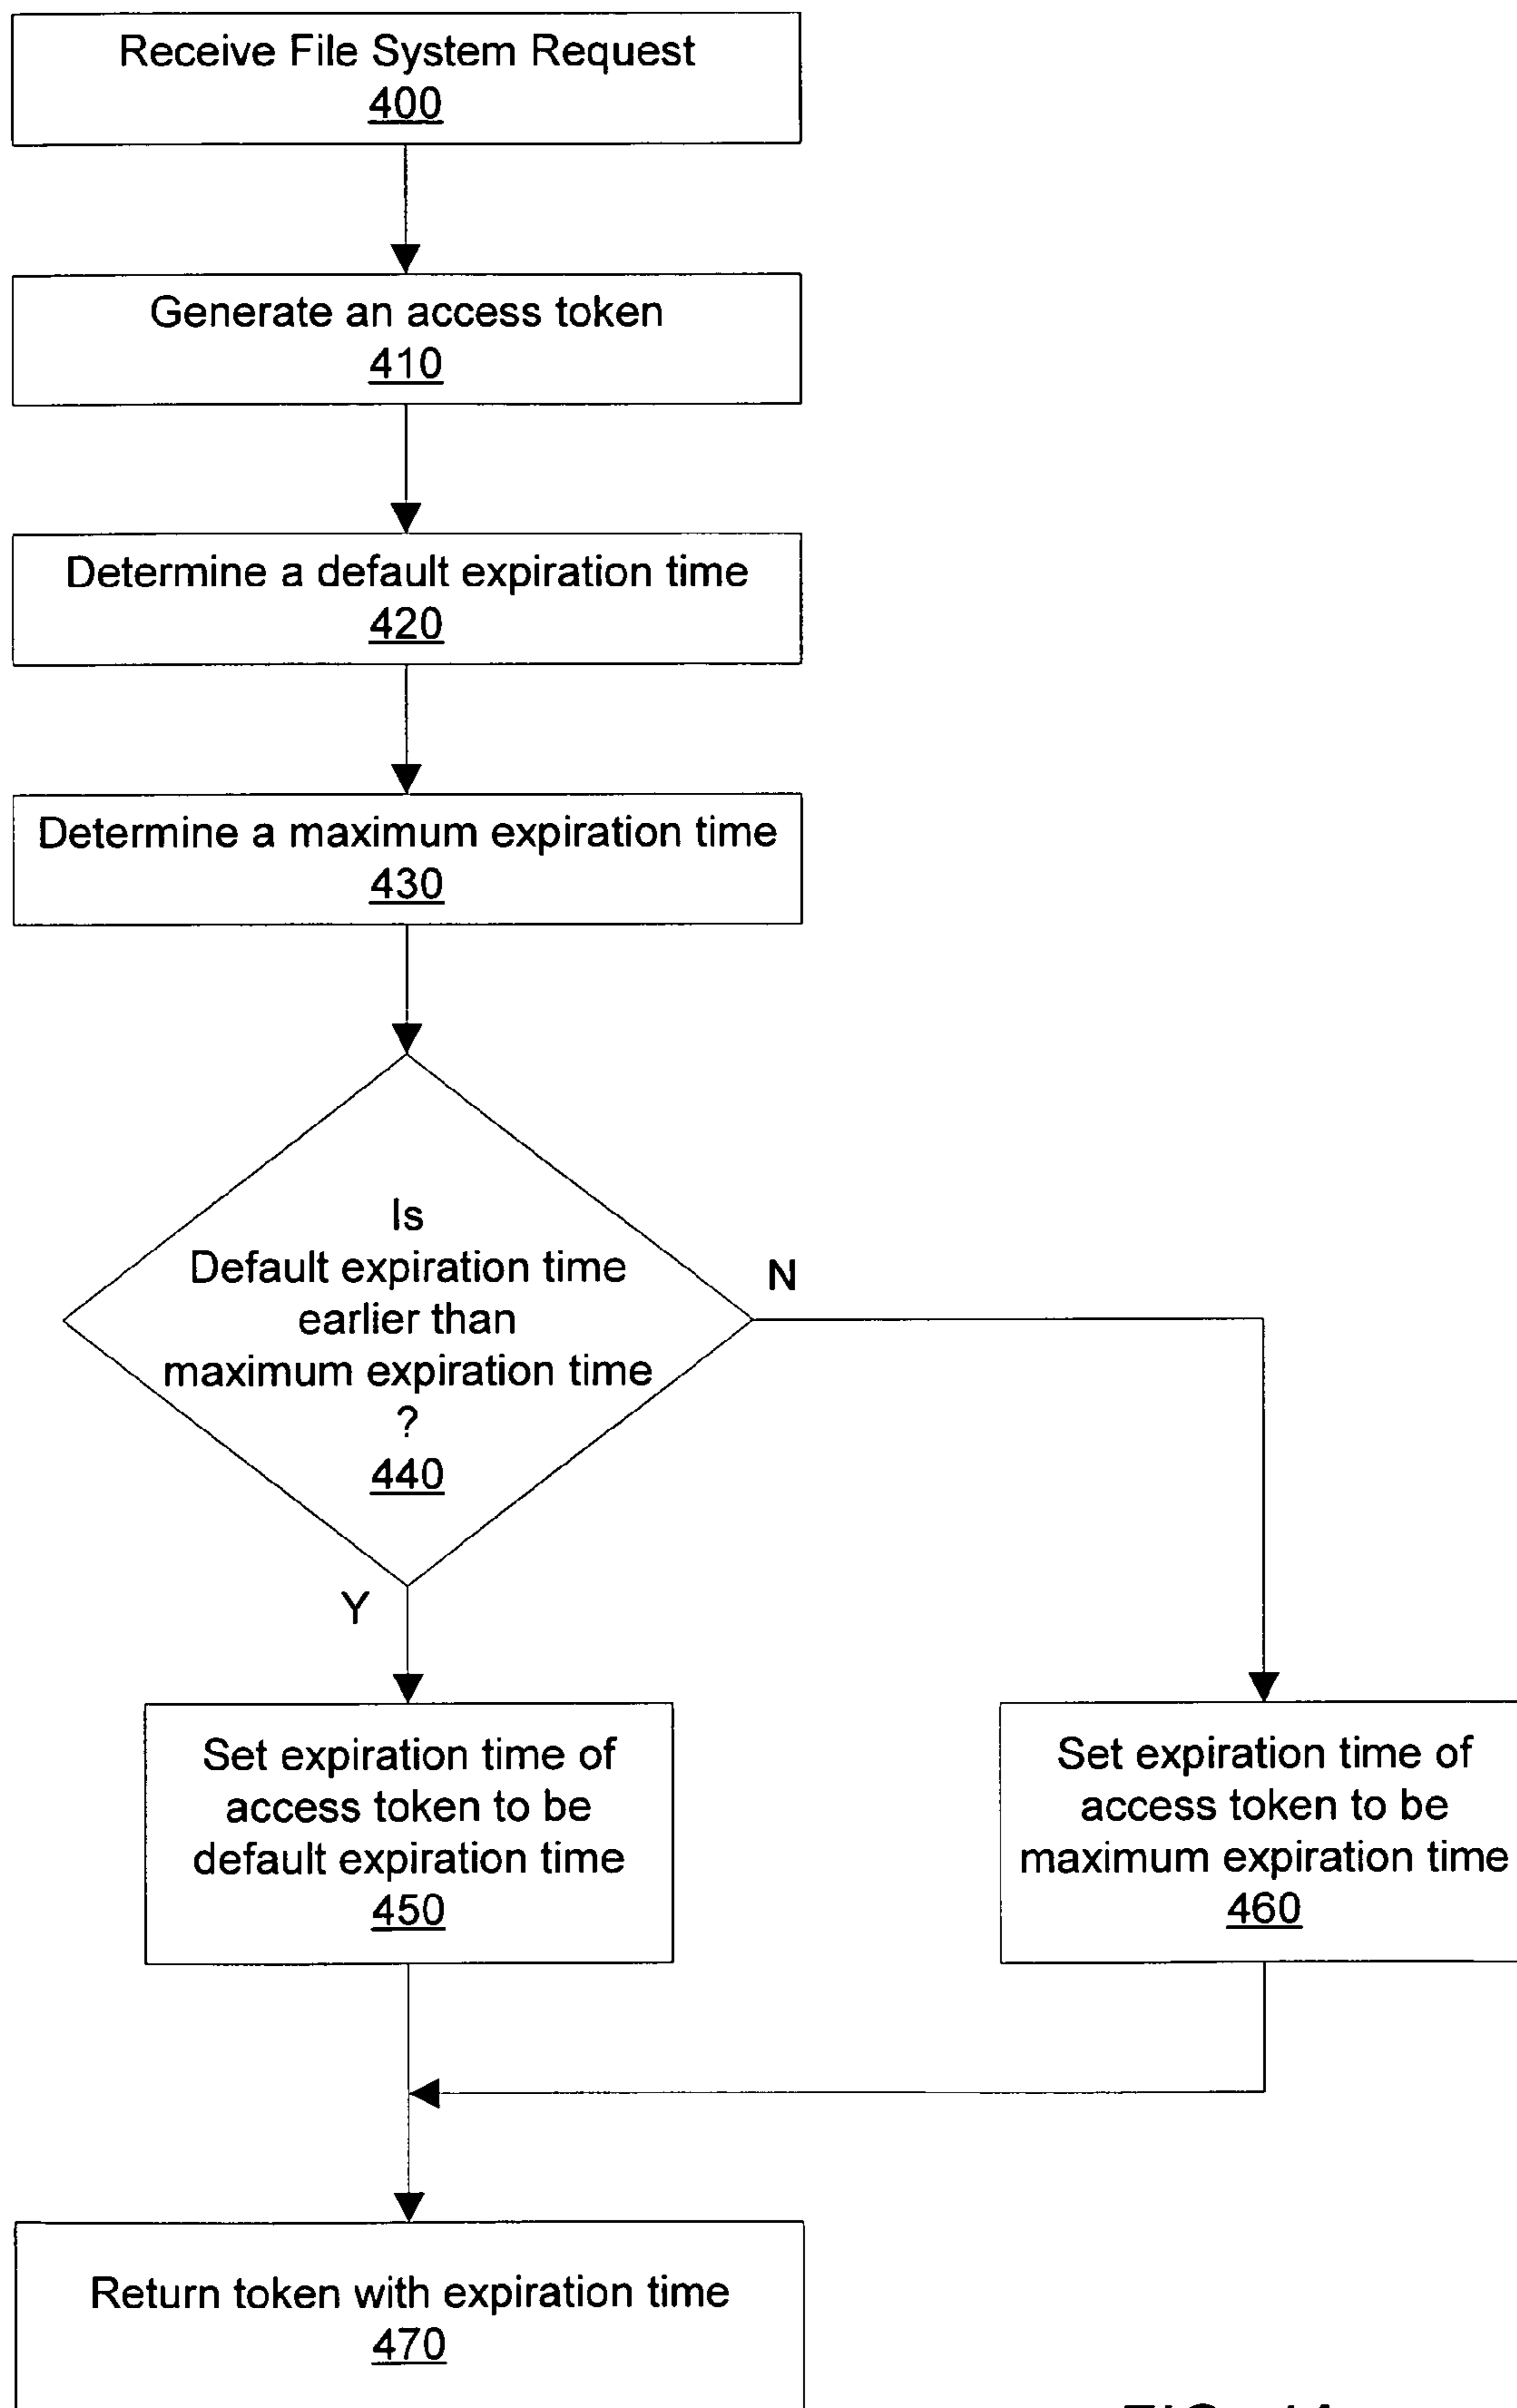 Receive File System Request
400
Generate an access token
410
Determine a default expiration time
420
Determine a maximum expiration time
430
Is
Default expiration time
earlier than
maximum expiration time
?
440
N
Y
Set expiration time of
access token to be
default expiration time
450
Set expiration time of
access token to be
maximum expiration time
460
Return token with expiration time
470